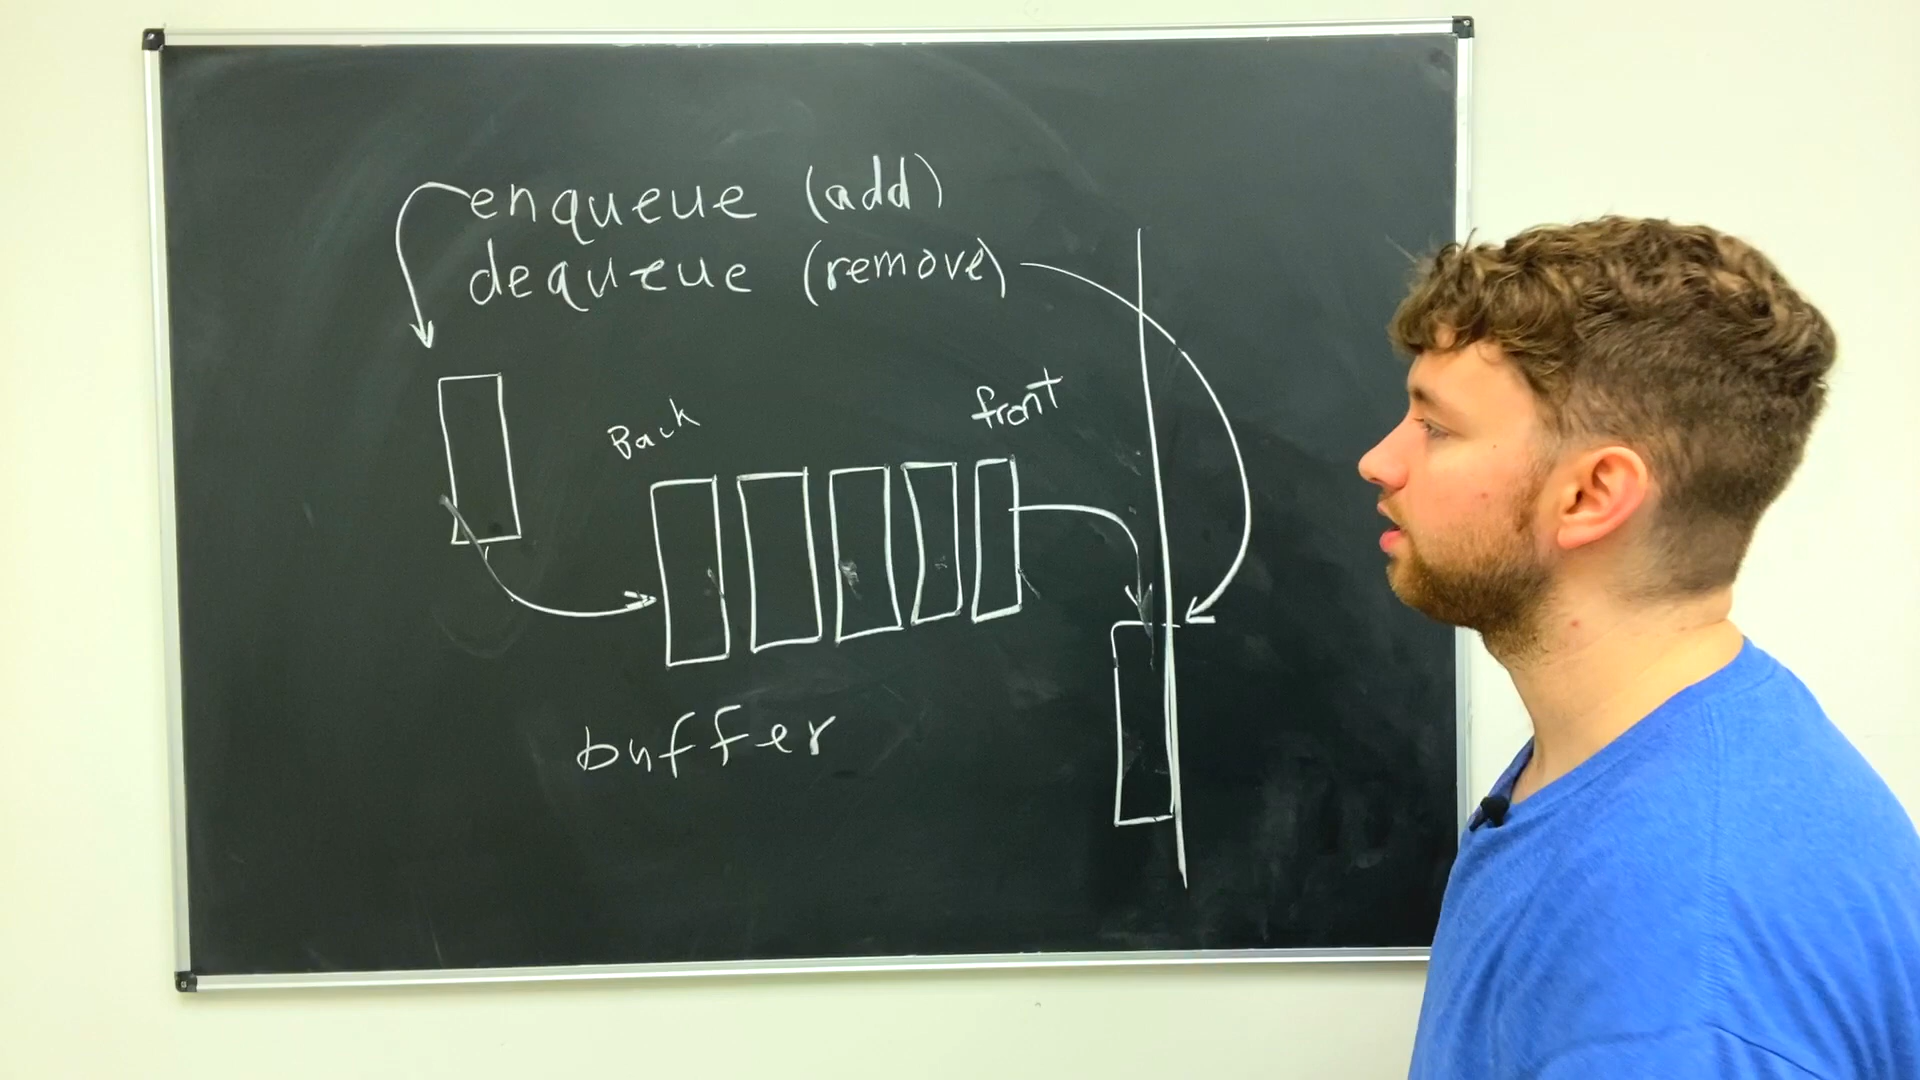 enqueue (add)
dequeue (remove)
Back
front
buffer